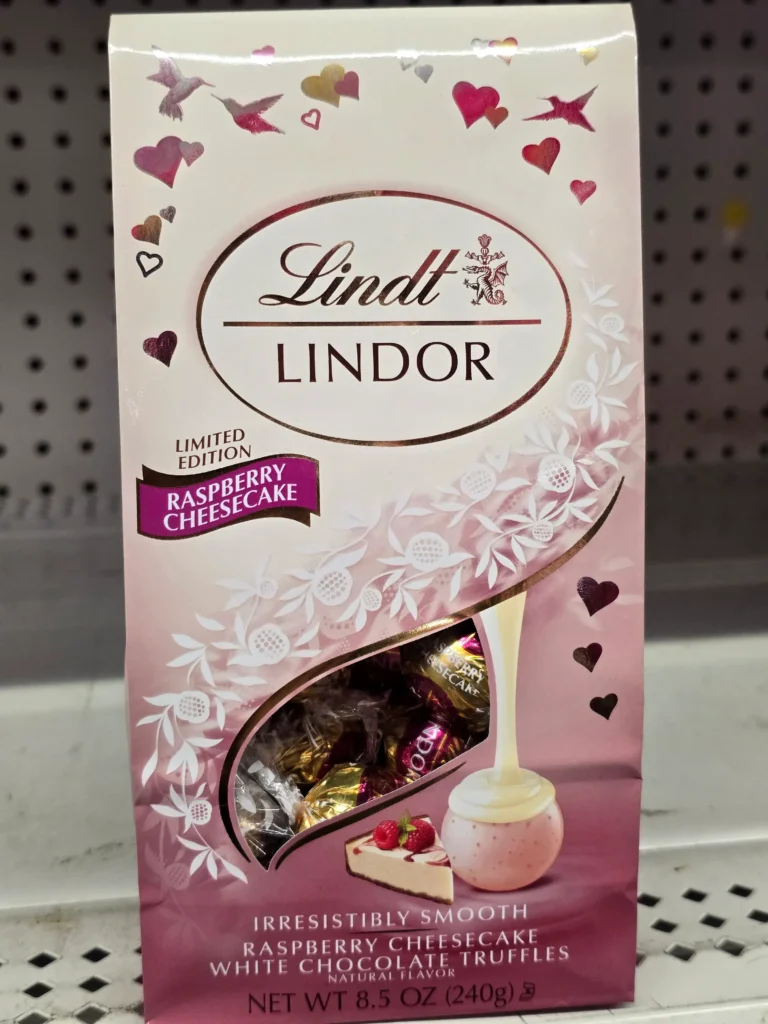 Lindt
LINDOR
LIMITED
EDITION
RASPBERRY
CHEESECAKE
IRRESISTIBLY SMOOTH
RASPBERRY CHEESECAKE
WHITE CHOCOLATE TRUFFLES
NATURAL FLAVOR
NET WT 8.5 OZ (240g)